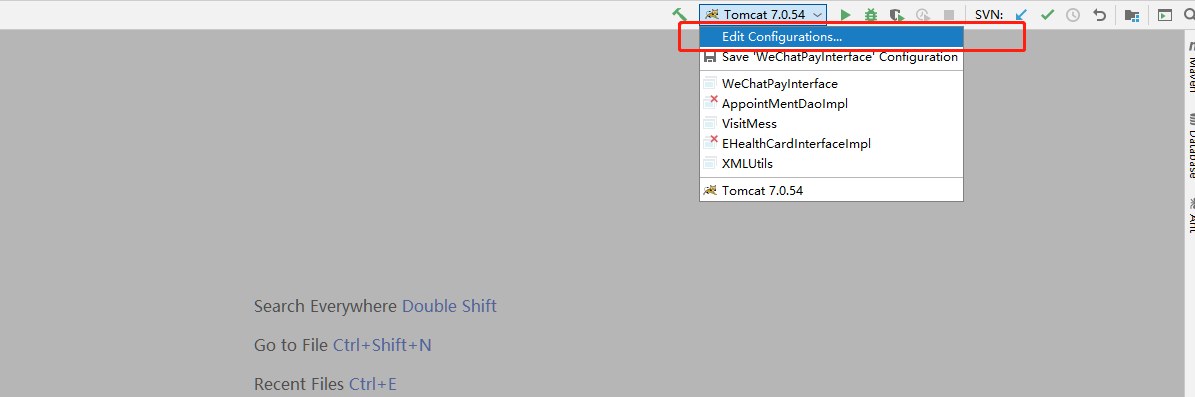 Tomcat 7.0.54
SVN:
Edit Configurations...
Save 'WeChatPayInterface' Configuration
WeChatPayInterface
AppointMentDaoImpl
VisitMess
EHealthCardInterfaceImpl
XMLUtils
Tomcat 7.0.54
Search Everywhere Double Shift
Go to File Ctrl+Shift+N
Recent Files Ctrl+E
Maven
Database
Ant